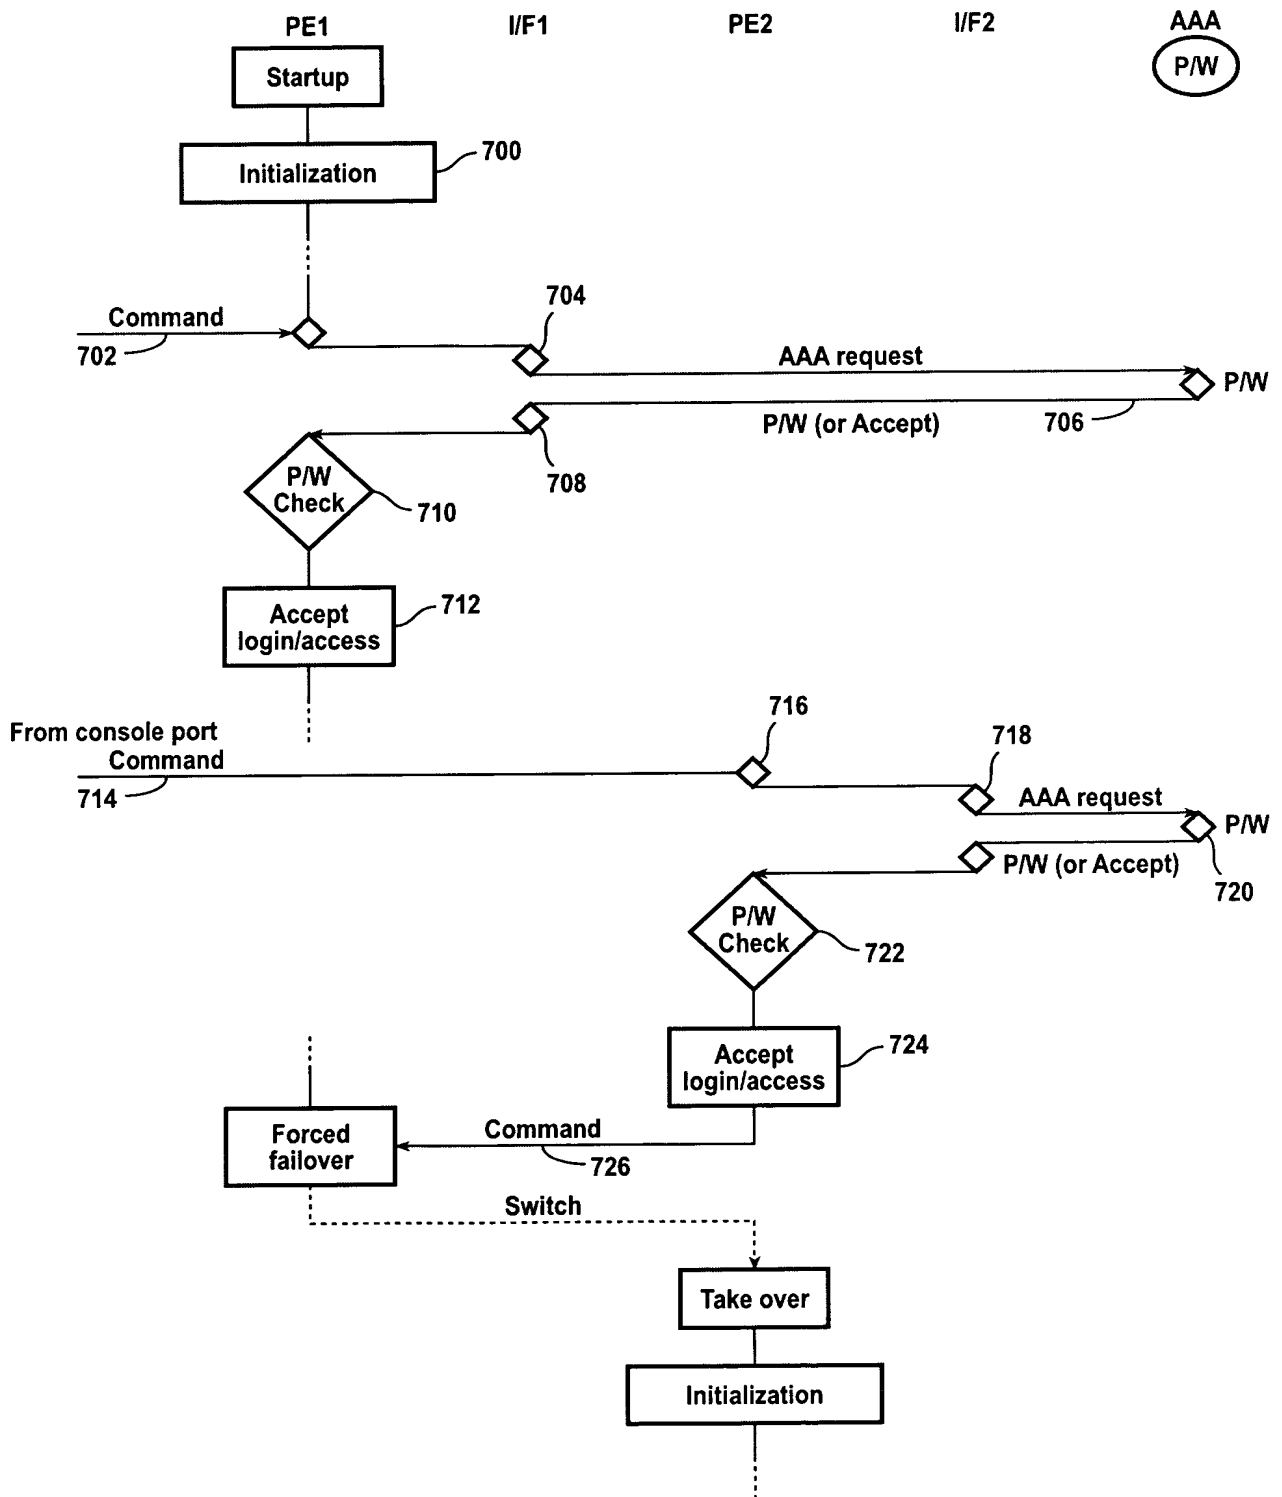 PE1 I/F1 PE2 I/F2 AAA
Startup
P/W
Initialization
700
Command
702
704
AAA request
P/W
P/W (or Accept)
706
708
P/W
Check
710
Accept
login/access
712
From console port
Command
714
716
718
AAA request
P/W
P/W (or Accept)
720
P/W
Check
722
Accept
login/access
724
Forced
failover
Command
726
Switch
Take over
Initialization